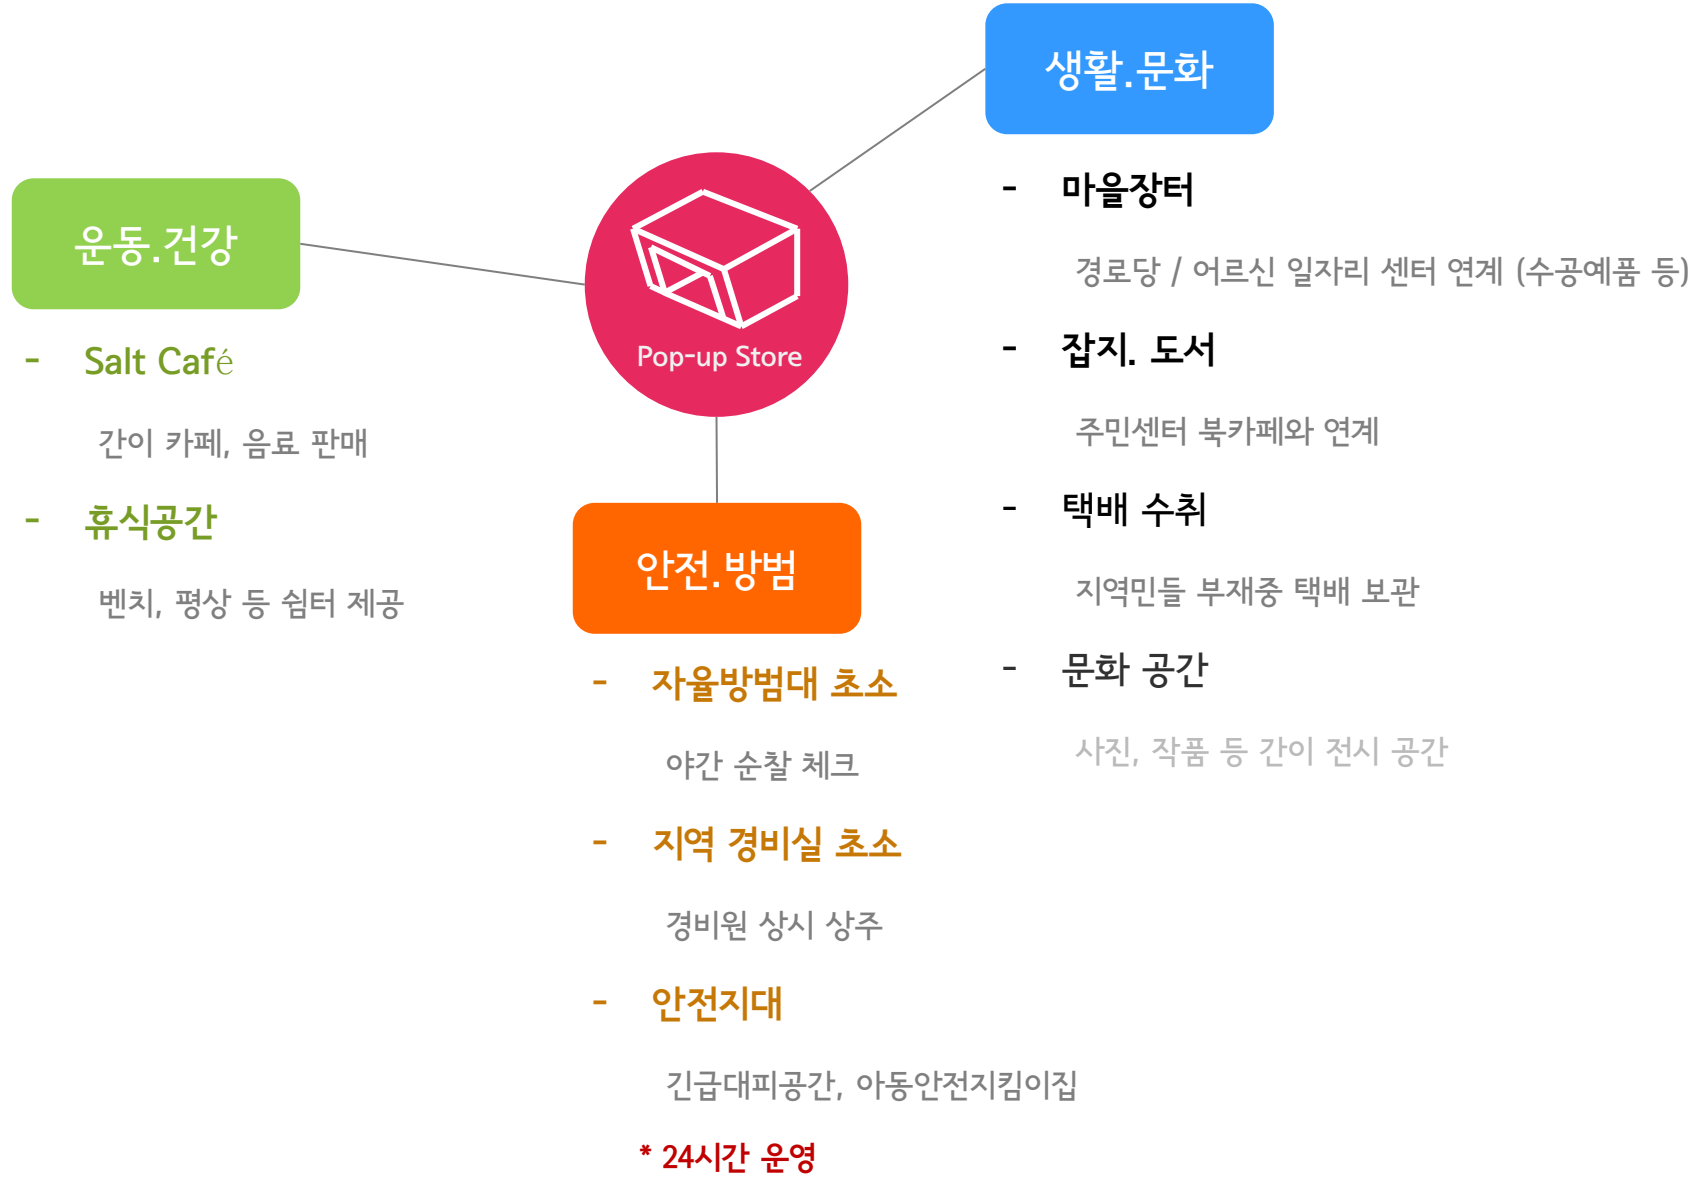 생활.문화
- 마을장터
경로당 / 어르신 일자리 센터 연계 (수공예품 등)
- 잡지. 도서
주민센터 북카페와 연계
- 택배 수취
지역민들 부재중 택배 보관
- 문화 공간
사진, 작품 등 간이 전시 공간
운동.건강
- Salt Café
간이 카페, 음료 판매
- 휴식공간
벤치, 평상 등 쉼터 제공
Pop-up Store
안전.방범
- 자율방범대 초소
야간 순찰 체크
- 지역 경비실 초소
경비원 상시 상주
- 안전지대
긴급대피공간, 아동안전지킴이집
* 24시간 운영